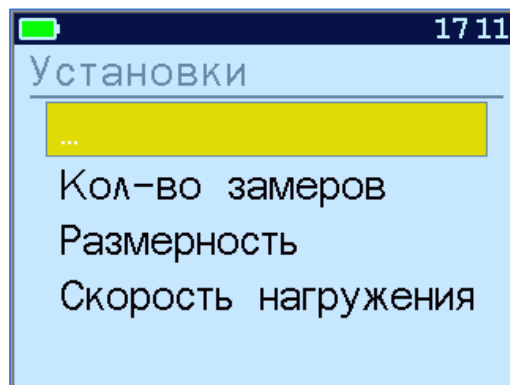 17 11
Установки
...
Кол-во замеров
Размерность
Скорость нагружения